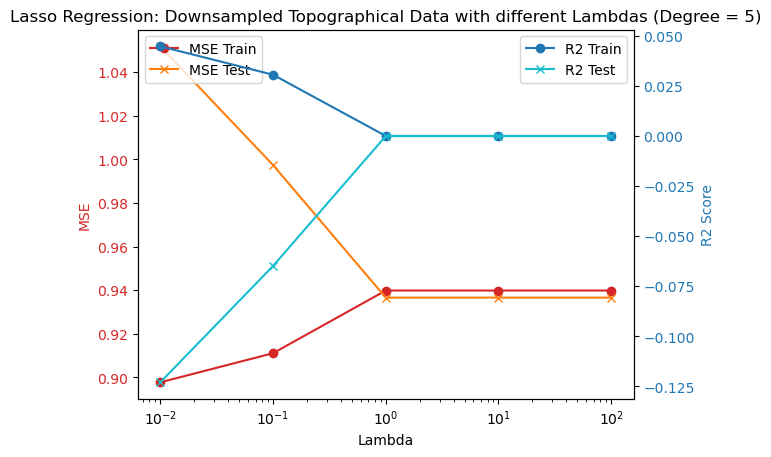 Lasso Regression: Downsampled Topographical Data with different Lambdas (Degree = 5)
MSE Train
MSE Test
R2 Train
R2 Test
1.04
1.02
1.00
0.98
0.96
0.94
0.92
0.90
MSE
0.050
0.025
0.000
−0.025
−0.050
−0.075
−0.100
−0.125
R2 Score
10⁻² 10⁻¹ 10⁰ 10¹ 10²
Lambda